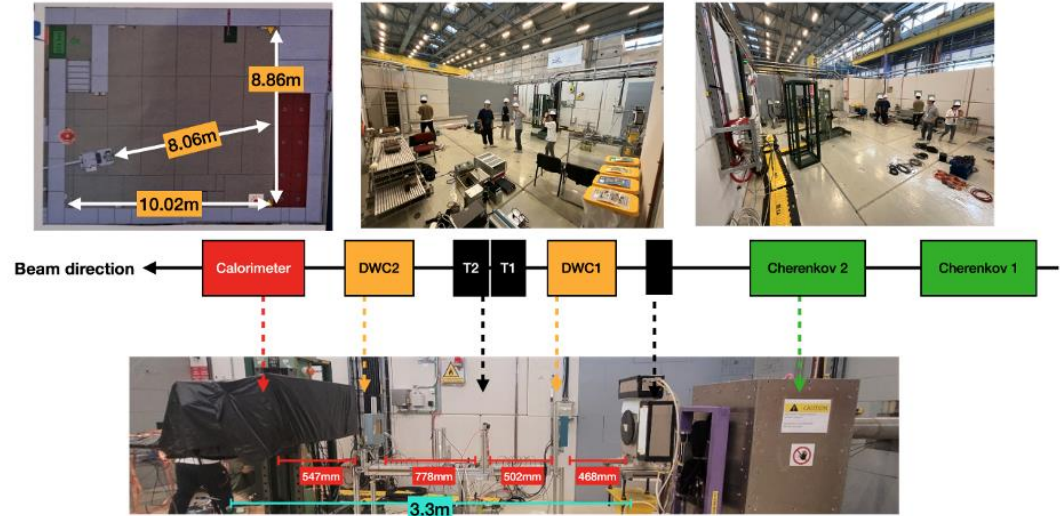 8.86m
8.06m
10.02m
Beam direction
Calorimeter
DWC2
T2
T1
DWC1
Cherenkov 2
Cherenkov 1
CAUTION
547mm
778mm
502mm
468mm
3.3m